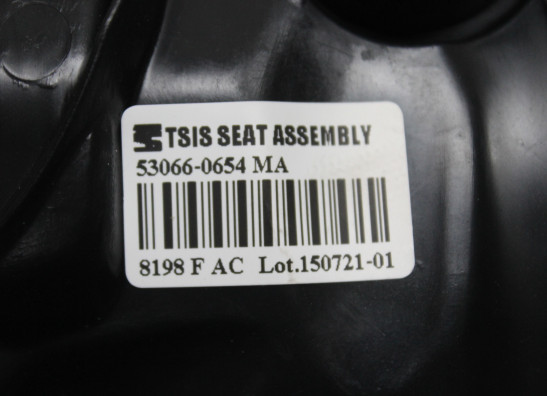 TSIS SEAT ASSEMBLY
53066-0654 MA
8198 F AC Lot.150721-01